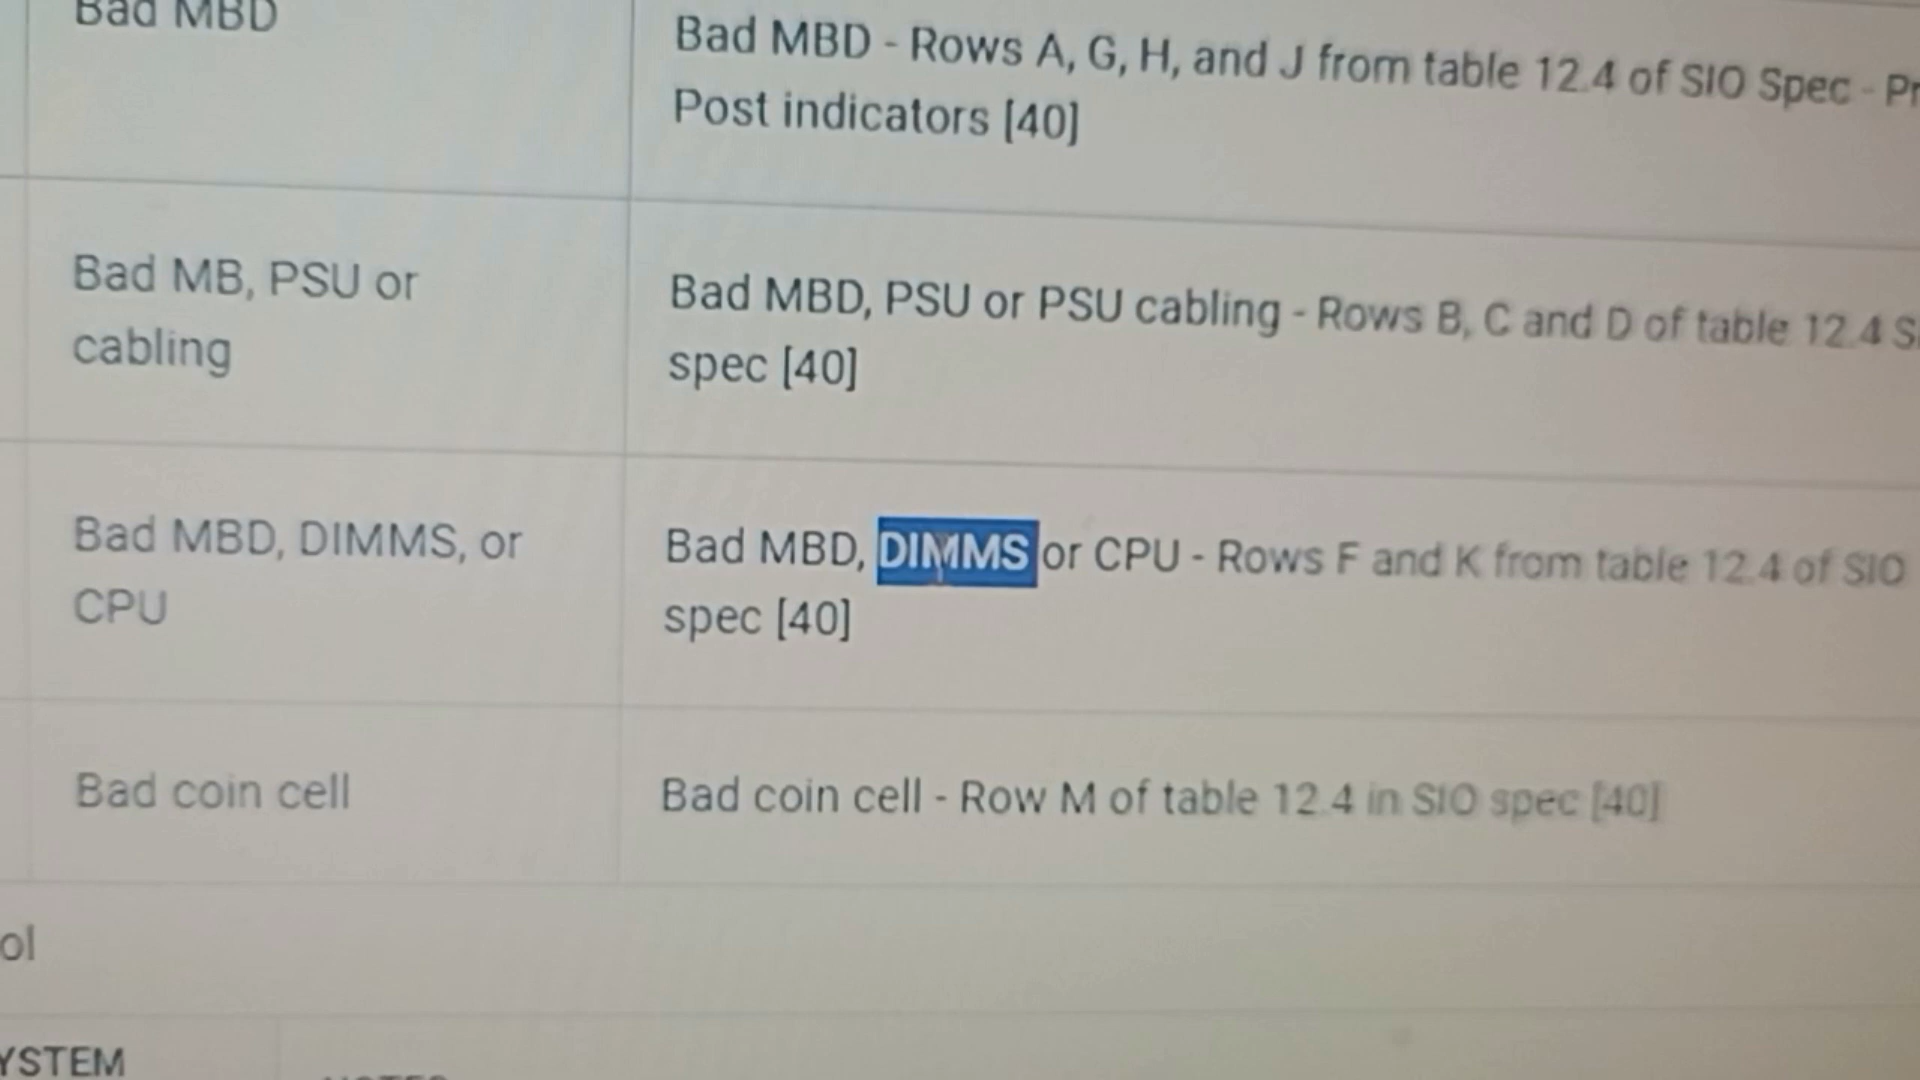 Bad MBD
Bad MBD - Rows A, G, H, and J from table 12.4 of SIO Spec - Pr
Post indicators [40]
Bad MB, PSU or
cabling
Bad MBD, PSU or PSU cabling - Rows B, C and D of table 12.4 S
spec [40]
Bad MBD, DIMMS, or
CPU
Bad MBD, DIMMS or CPU - Rows F and K from table 12.4 of SIO
spec [40]
Bad coin cell
Bad coin cell - Row M of table 12.4 in SIO spec [40]
ol
YSTEM